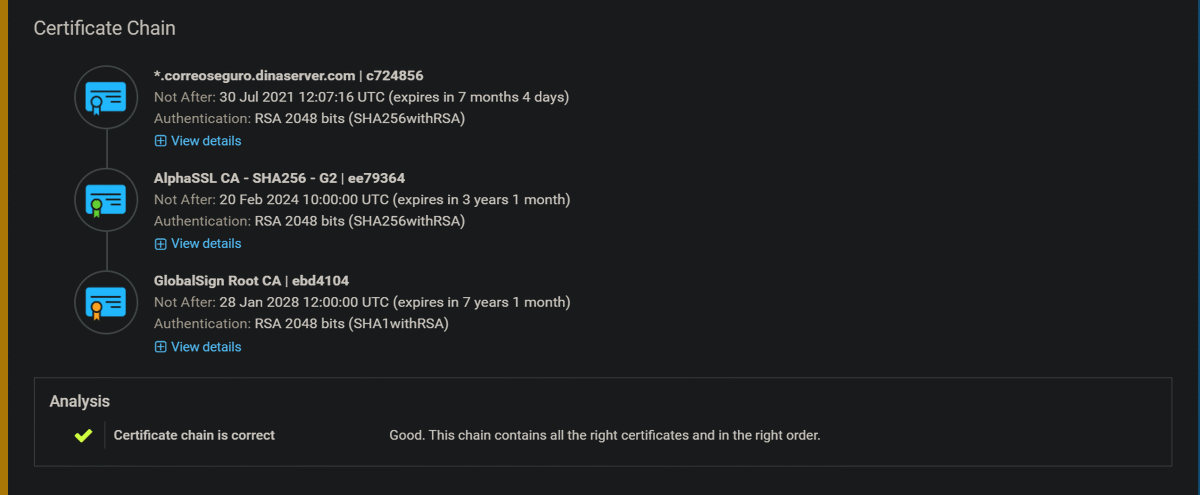 Certificate Chain
*.correoseguro.dinaserver.com | c724856
Not After: 30 Jul 2021 12:07:16 UTC (expires in 7 months 4 days)
Authentication: RSA 2048 bits (SHA256withRSA)
View details
AlphaSSL CA - SHA256 - G2 | ee79364
Not After: 20 Feb 2024 10:00:00 UTC (expires in 3 years 1 month)
Authentication: RSA 2048 bits (SHA256withRSA)
View details
GlobalSign Root CA | ebd4104
Not After: 28 Jan 2028 12:00:00 UTC (expires in 7 years 1 month)
Authentication: RSA 2048 bits (SHA1withRSA)
View details
Analysis
Certificate chain is correct Good. This chain contains all the right certificates and in the right order.